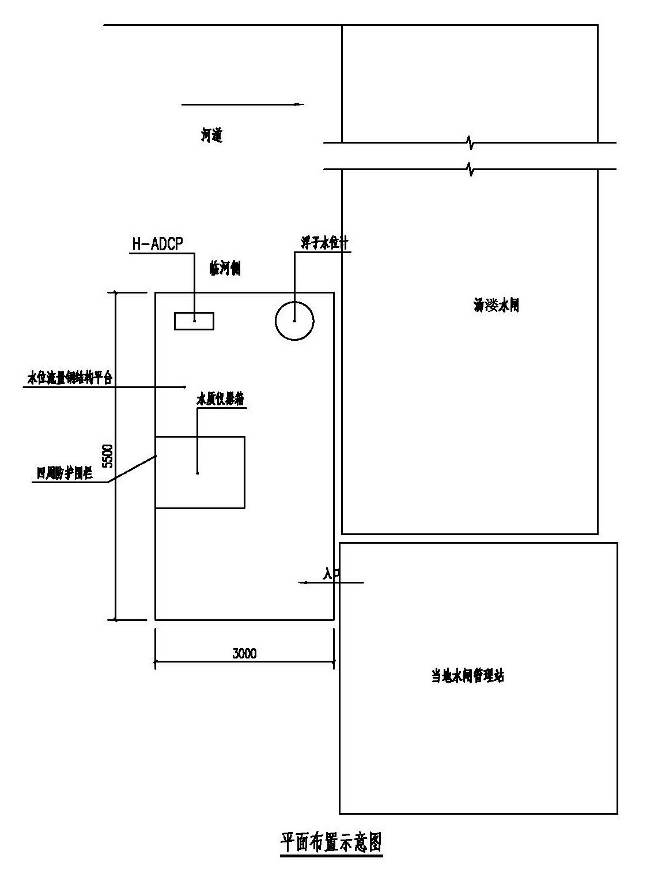 河道
H-ADCP
浮子水位计
临河侧
汤溇水闸
水位流量钢结构平台
水质仪器箱
5500
四周防护围栏
入口
3000
当地水闸管理站
平面布置示意图